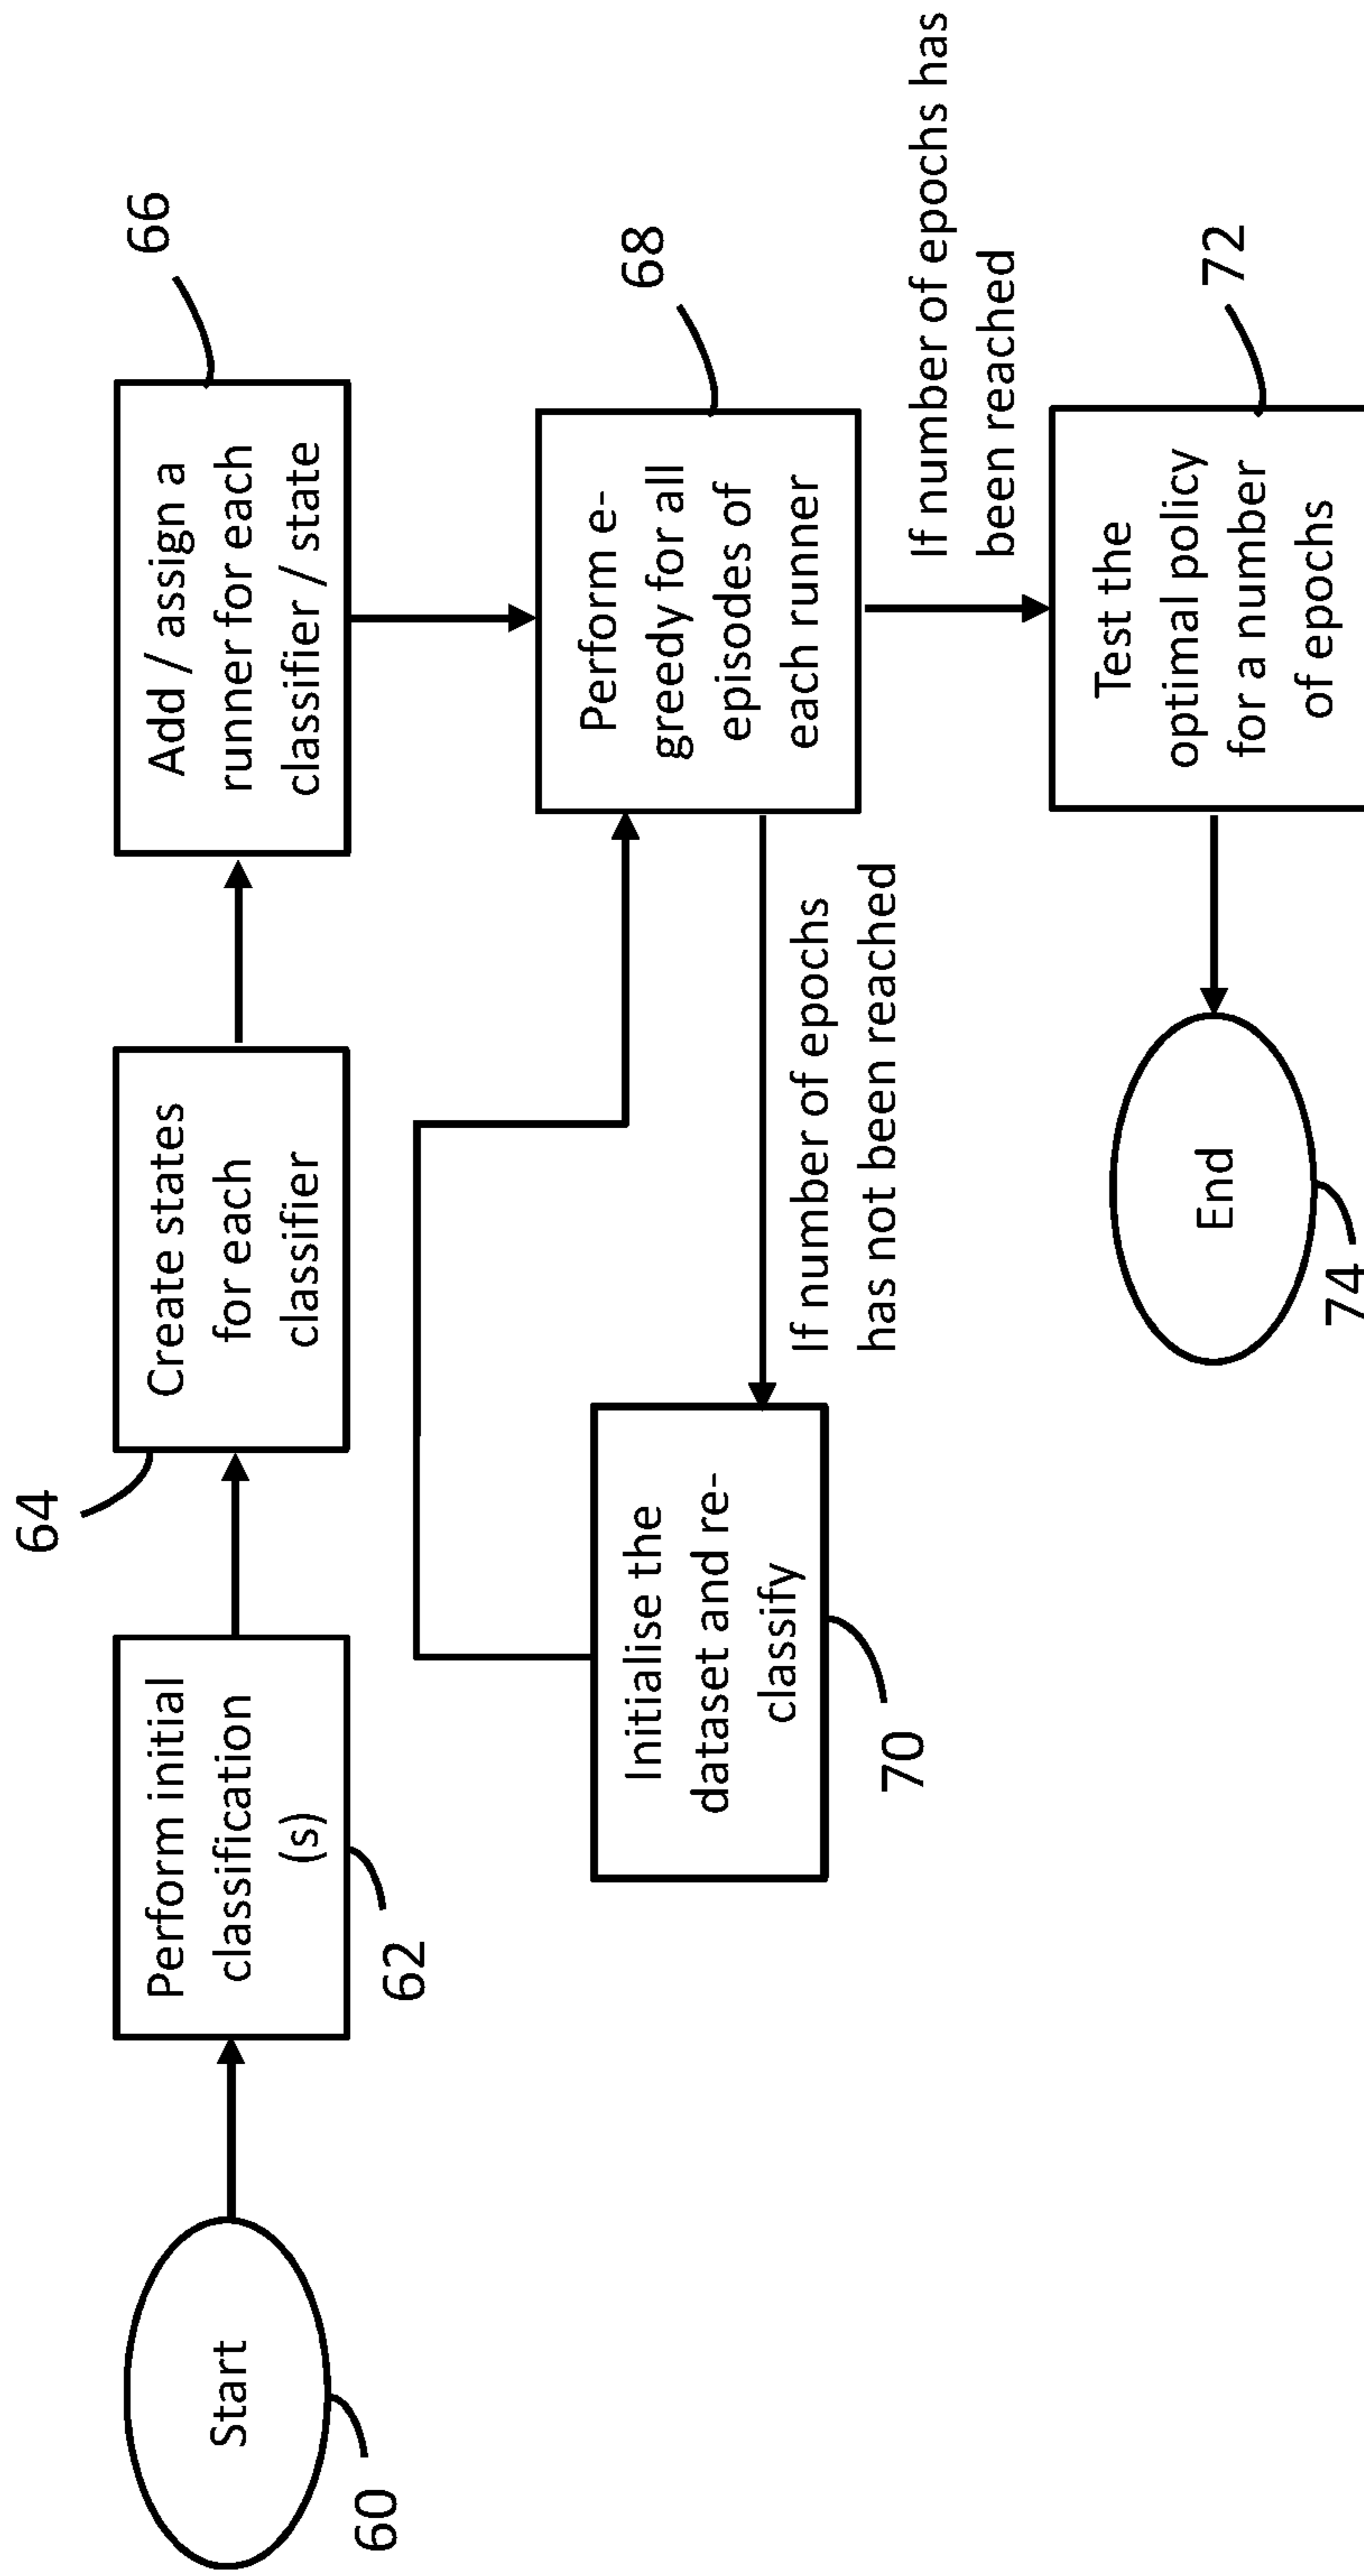 Start
60
Perform initial
classification
(s)
62
Create states
for each
classifier
64
Add / assign a
runner for each
classifier / state
66
Perform e-
greedy for all
episodes of
each runner
68
If number of epochs
has not been reached
Initialise the
dataset and re-
classify
70
If number of epochs has
been reached
Test the
optimal policy
for a number
of epochs
72
End
74